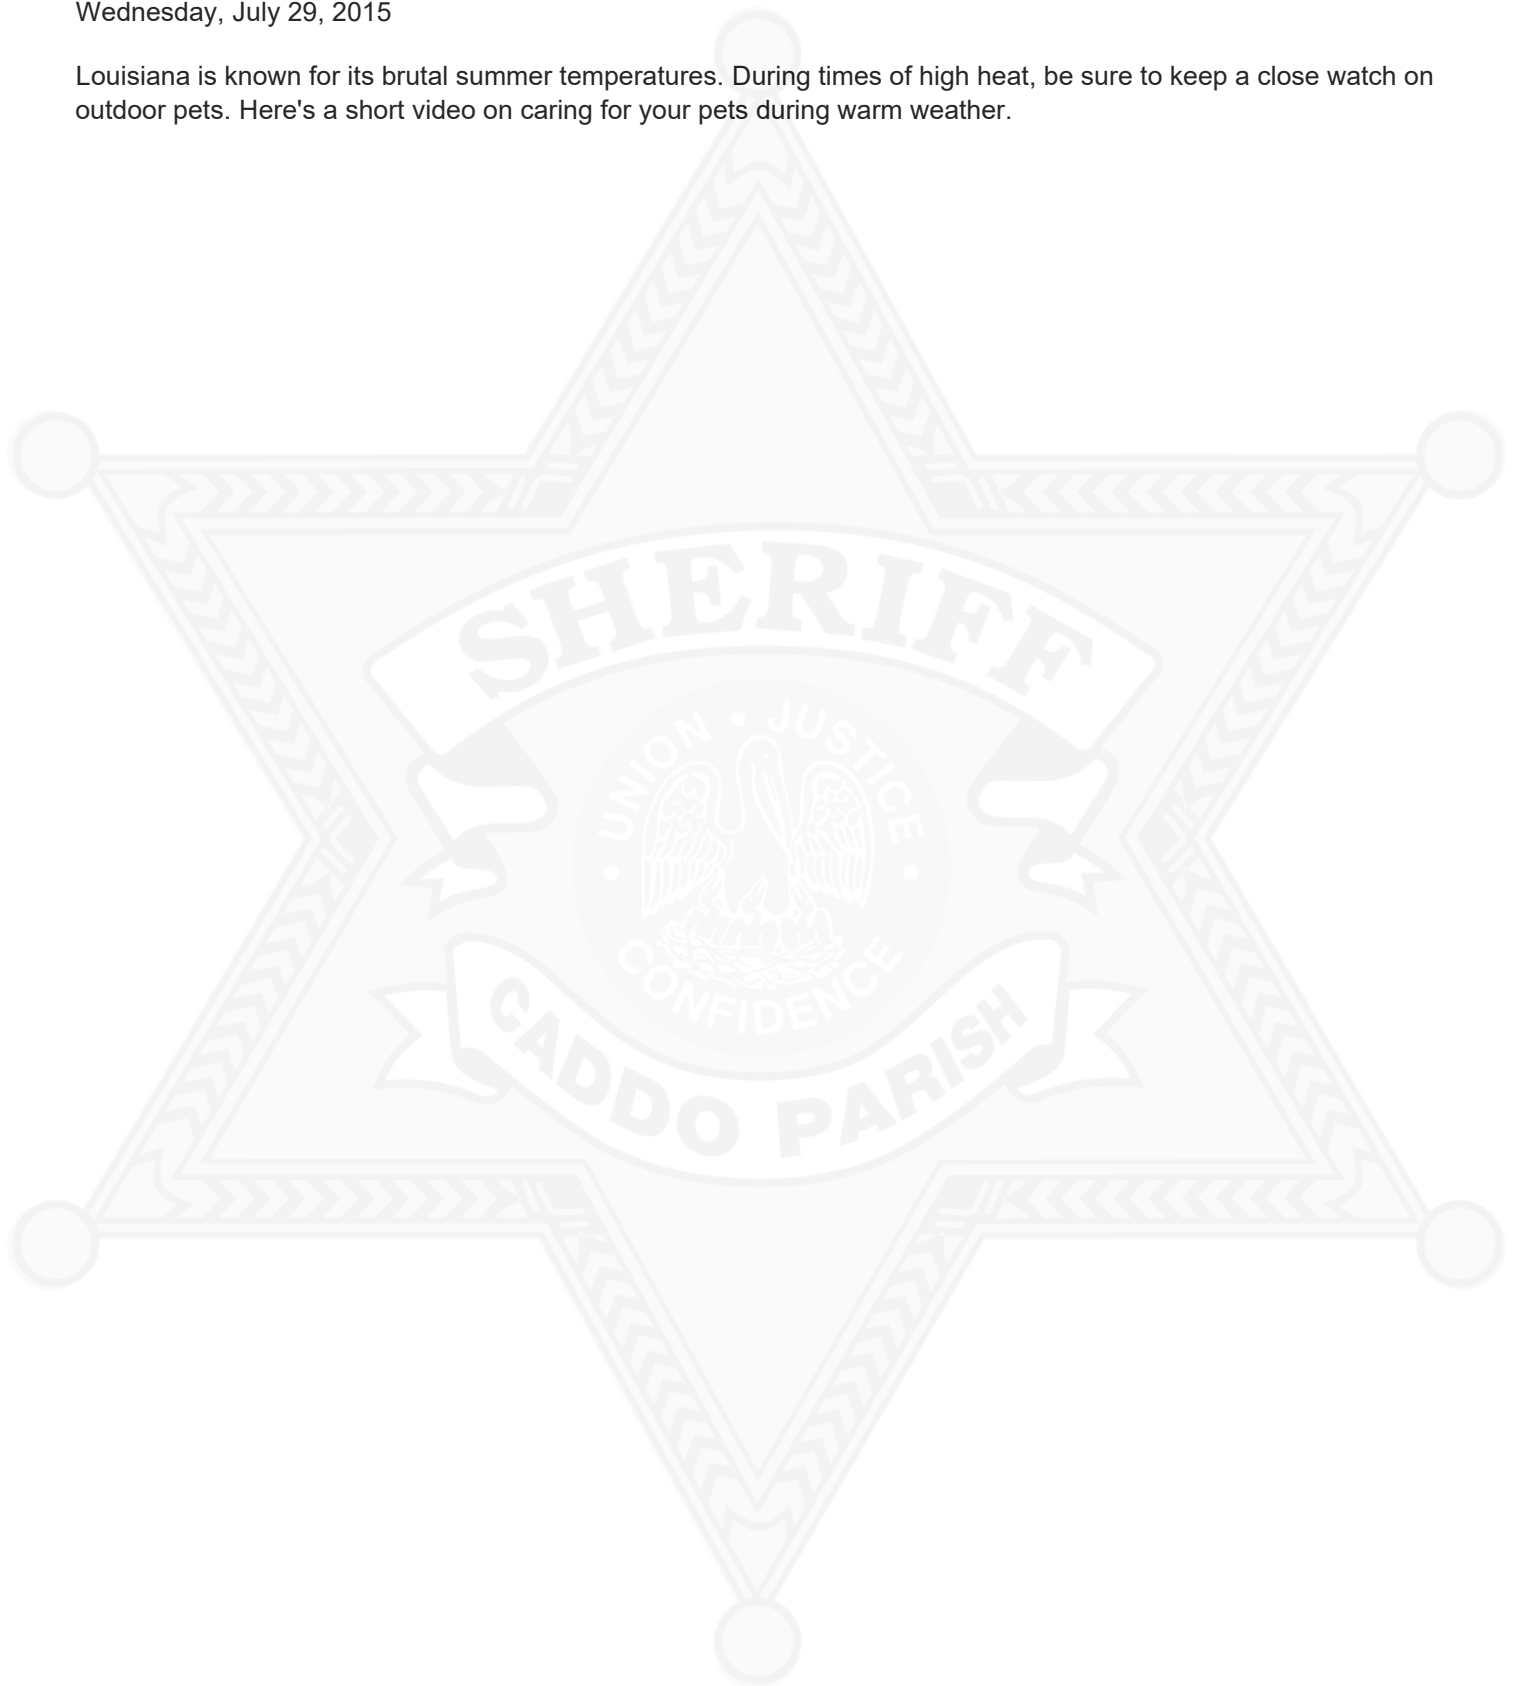 Wednesday, July 29, 2015
Louisiana is known for its brutal summer temperatures. During times of high heat, be sure to keep a close watch on
outdoor pets. Here's a short video on caring for your pets during warm weather.
SHERIFF
UNION • JUSTICE
• CONFIDENCE •
CADDO PARISH